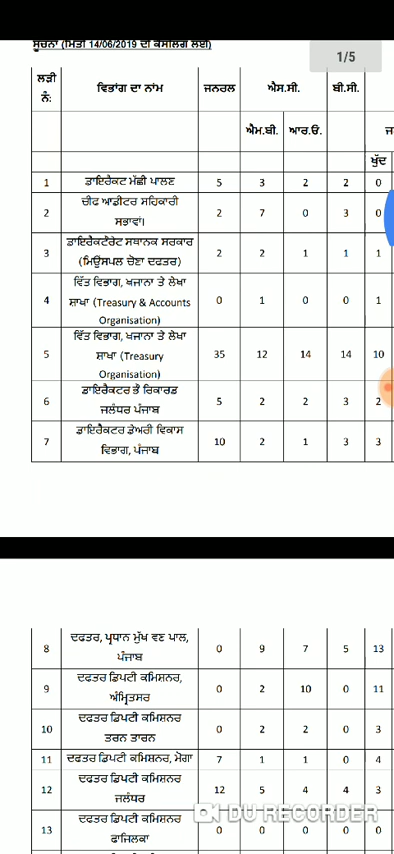 ਸੂਚਨਾ (ਮਿਤੀ 14/06/2019 ਦੀ ਕੌਂਸਲਿੰਗ ਲਈ)
1/5
ਲੜੀ ਨੰ: ਵਿਭਾਂਗ ਦਾ ਨਾਂਮ ਜਨਰਲ ਐਸ.ਸੀ. ਬੀ.ਸੀ.
ਐਮ.ਬੀ. ਆਰ.ਓ.
ਖੁੱਦ
1 ਡਾਇਰੈਕਟ ਮੱਛੀ ਪਾਲਣ 5 3 2 2 0
2 ਚੀਫ ਆਡੀਟਰ ਸਹਿਕਾਰੀ 2 7 0 3 0
ਸਭਾਵਾਂ।
3 ਡਾਇਰੈਕਟੋਰੇਟ ਸਥਾਨਕ ਸਰਕਾਰ 2 2 1 1 1
(ਮਿਊਂਸਪਲ ਚੋਣਾ ਦਫਤਰ)
4 ਵਿੱਤ ਵਿਭਾਗ, ਖਜਾਨਾ ਤੇ ਲੇਖਾ 0 1 0 0 1
ਸ਼ਾਖਾ (Treasury & Accounts
Organisation)
5 ਵਿੱਤ ਵਿਭਾਗ, ਖਜਾਨਾ ਤੇ ਲੇਖਾ 35 12 14 14 10
ਸ਼ਾਖਾ (Treasury
Organisation)
6 ਡਾਇਰੈਕਟਰ ਭੌਂ ਰਿਕਾਰਡ 5 2 2 3 2
ਜਲੰਧਰ ਪੰਜਾਬ
7 ਡਾਇਰੈਕਟਰ ਡੇਅਰੀ ਵਿਕਾਸ 10 2 1 3 3
ਵਿਭਾਗ, ਪੰਜਾਬ
8 ਦਫਤਰ, ਪ੍ਰਧਾਨ ਮੁੱਖ ਵਣ ਪਾਲ, 0 9 7 5 13
ਪੰਜਾਬ
9 ਦਫਤਰ ਡਿਪਟੀ ਕਮਿਸ਼ਨਰ, 0 2 10 0 11
ਅੰਮ੍ਰਿਤਸਰ
10 ਦਫਤਰ ਡਿਪਟੀ ਕਮਿਸ਼ਨਰ 0 2 2 0 3
ਤਰਨ ਤਾਰਨ
11 ਦਫਤਰ ਡਿਪਟੀ ਕਮਿਸ਼ਨਰ, ਮੋਗਾ 7 1 1 0 4
12 ਦਫਤਰ ਡਿਪਟੀ ਕਮਿਸ਼ਨਰ 12 5 4 4 3
ਜਲੰਧਰ
DU RECORDER
13 ਦਫਤਰ ਡਿਪਟੀ ਕਮਿਸ਼ਨਰ 0 0 0 0 0
ਫਾਜਿਲਕਾ